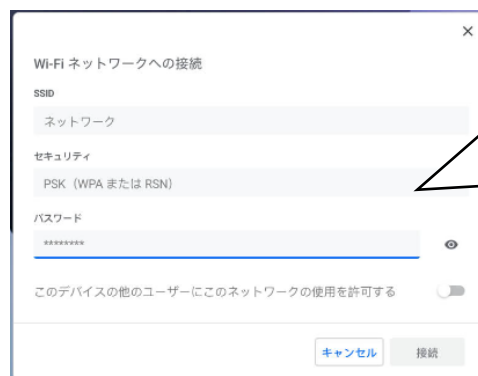 Wi-Fi ネットワークへの接続
SSID
ネットワーク
セキュリティ
PSK（WPA または RSN）
パスワード
********
このデバイスの他のユーザーにこのネットワークの使用を許可する
キャンセル
接続